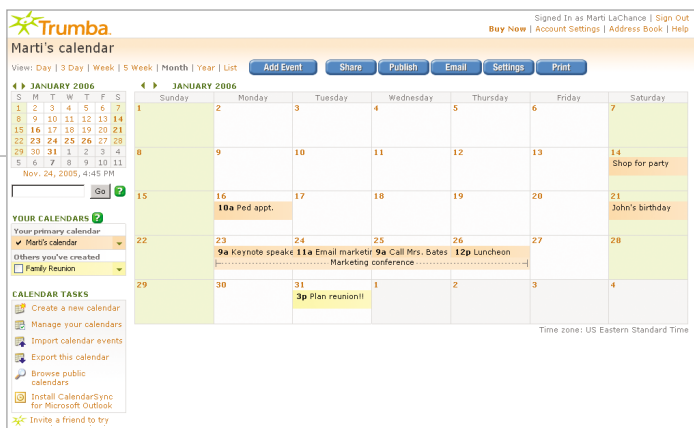 Trumba.
Signed In as Marti LaChance | Sign Out
Buy Now | Account Settings | Address Book | Help
Marti's calendar
View: Day | 3 Day | Week | 5 Week | Month | Year | List
Add Event
Share
Publish
Email
Settings
Print
JANUARY 2006
S M T W T F S
1 2 3 4 5 6 7
8 9 10 11 12 13 14
15 16 17 18 19 20 21
22 23 24 25 26 27 28
29 30 31 1 2 3 4
5 6 7 8 9 10 11
Nov. 24, 2005, 4:45 PM
Go ?
YOUR CALENDARS ?
Your primary calendar
Marti's calendar
Others you've created
Family Reunion
CALENDAR TASKS
Create a new calendar
Manage your calendars
Import calendar events
Export this calendar
Browse public
calendars
Install CalendarSync
for Microsoft Outlook
Invite a friend to try
JANUARY 2006
Sunday Monday Tuesday Wednesday Thursday Friday Saturday
1 2 3 4 5 6 7
8 9 10 11 12 13 14
Shop for party
15 16 17 18 19 20 21
10a Ped appt. John's birthday
22 23 24 25 26 27 28
9a Keynote speake 11a Email marketin 9a Call Mrs. Bates 12p Luncheon
Marketing conference
29 30 31 1 2 3 4
3p Plan reunion!!
Time zone: US Eastern Standard Time